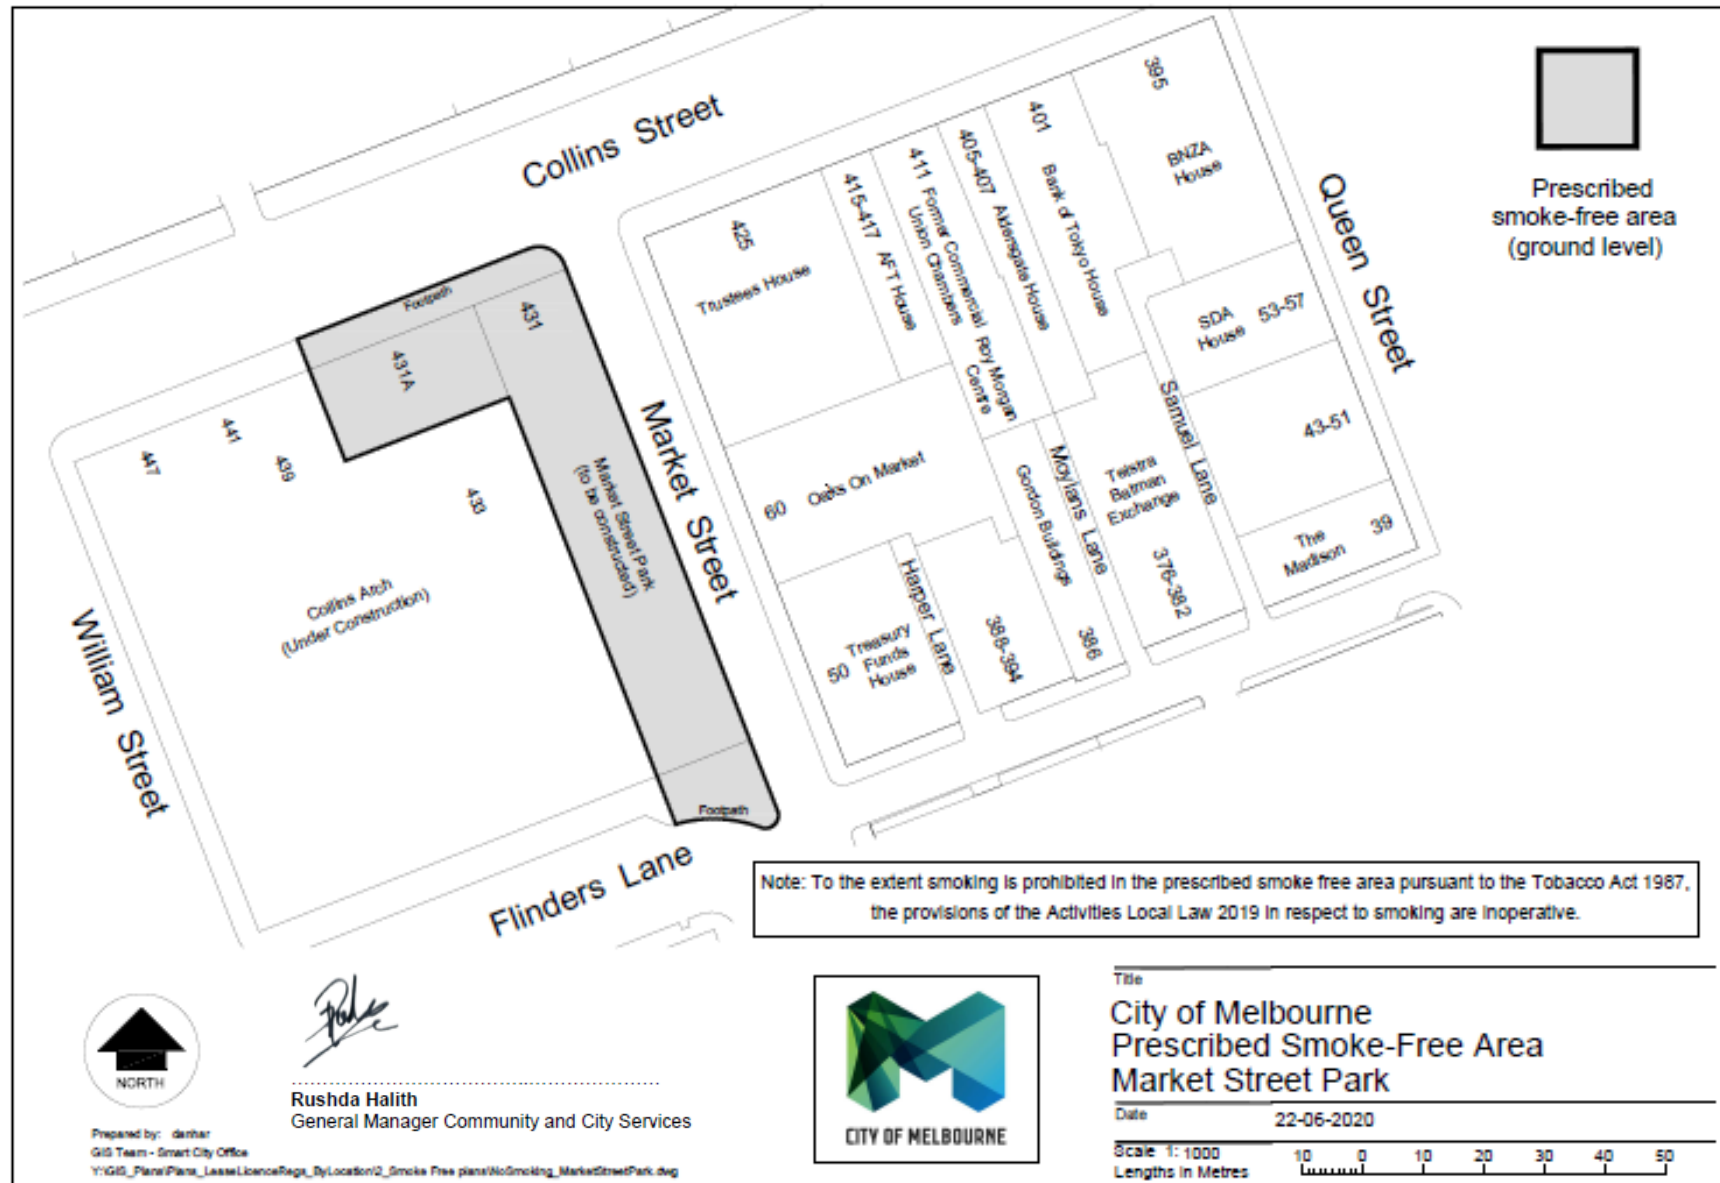 Collins Street
395
BNZA
House
401
Bank of Tokyo House
405-407 Aldersgate House
411 Former Commercial Roy Morgan
Union Chambers Centre
415-417 AFT House
425
Trustees House
Queen Street
Prescribed
smoke-free area
(ground level)
SDA
House 53-57
Footpath
431
431A
447
441
439
433
Market Street Park
(to be constructed)
Market Street
60 Oaks On Market
Gordon Buildings
Moylans Lane
Telstra
Batman
Exchange
Samuel Lane
43-51
The
Madison 39
376-382
386
388-394
Harper Lane
50 Treasury
Funds
House
Collins Arch
(Under Construction)
William Street
Footpath
Flinders Lane
Note: To the extent smoking is prohibited in the prescribed smoke free area pursuant to the Tobacco Act 1987,
the provisions of the Activities Local Law 2019 in respect to smoking are inoperative.
NORTH
Rushda Halith
General Manager Community and City Services
Prepared by: danhar
GIS Team - Smart City Office
Y:\GIS_Plans\Plans_LeaseLicenceRegs_ByLocation\2_Smoke Free plans\NoSmoking_MarketStreetPark.dwg
CITY OF MELBOURNE
Title
City of Melbourne
Prescribed Smoke-Free Area
Market Street Park
Date 22-06-2020
Scale 1: 1000
Lengths in Metres
10 0 10 20 30 40 50